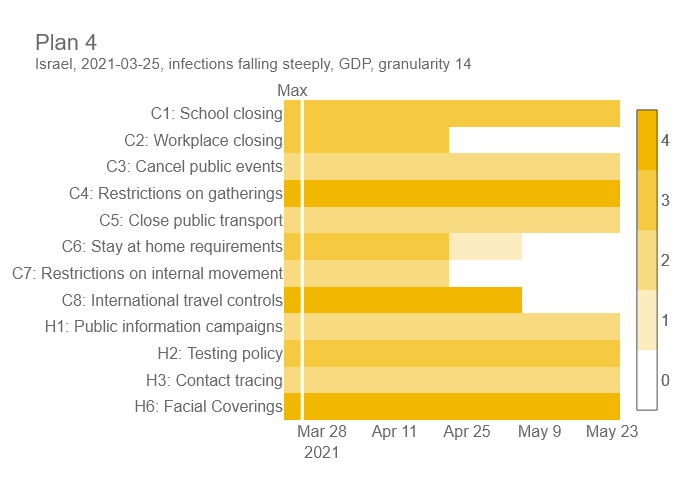 Plan 4
Israel, 2021-03-25, infections falling steeply, GDP, granularity 14
Max
C1: School closing
C2: Workplace closing
C3: Cancel public events
C4: Restrictions on gatherings
C5: Close public transport
C6: Stay at home requirements
C7: Restrictions on internal movement
C8: International travel controls
H1: Public information campaigns
H2: Testing policy
H3: Contact tracing
H6: Facial Coverings
Mar 28 Apr 11 Apr 25 May 9 May 23
2021
4
3
2
1
0